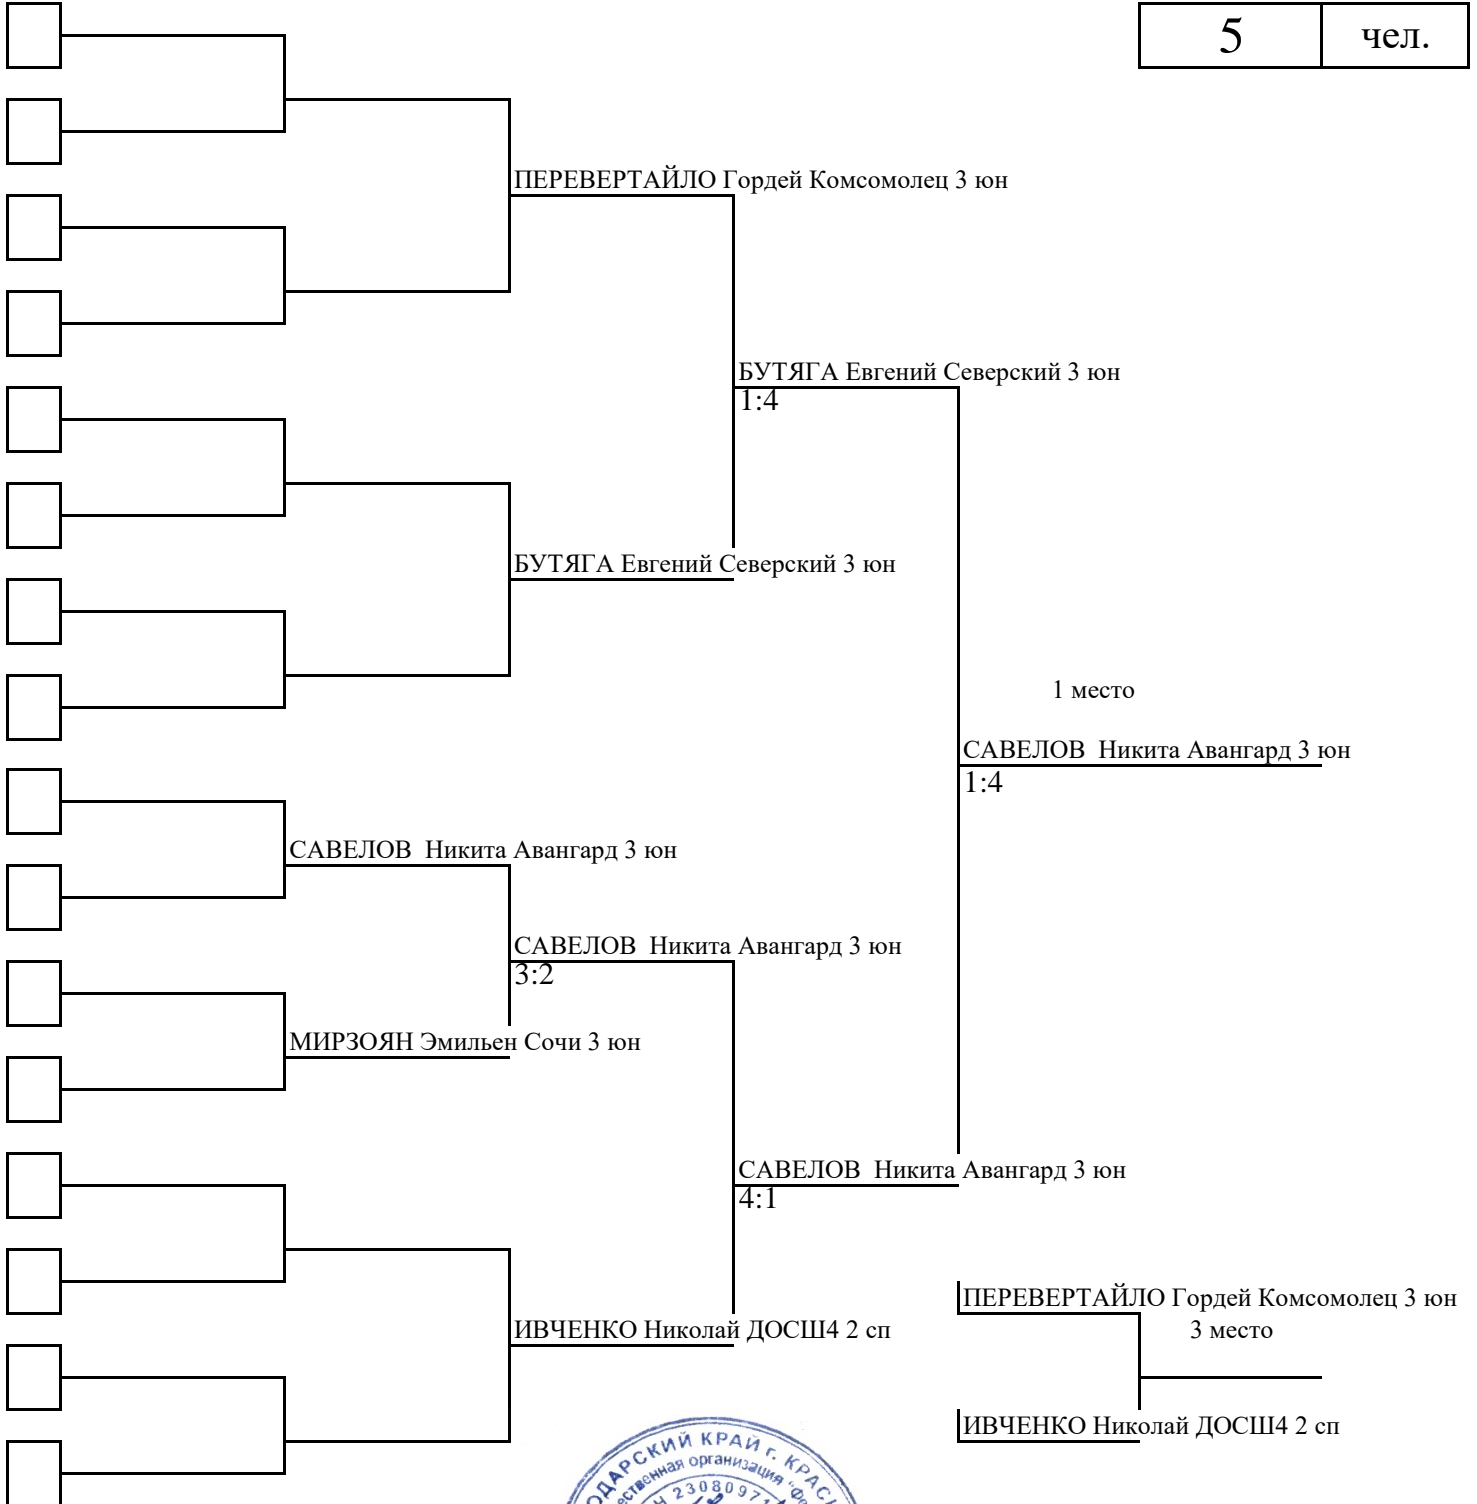 5 чел.
ПЕРЕВЕРТАЙЛО Гордей Комсомолец 3 юн
БУТЯГА Евгений Северский 3 юн
1:4
БУТЯГА Евгений Северский 3 юн
1 место
САВЕЛОВ  Никита Авангард 3 юн
1:4
САВЕЛОВ  Никита Авангард 3 юн
САВЕЛОВ  Никита Авангард 3 юн
3:2
МИРЗОЯН Эмильен Сочи 3 юн
САВЕЛОВ  Никита Авангард 3 юн
4:1
ПЕРЕВЕРТАЙЛО Гордей Комсомолец 3 юн
3 место
ИВЧЕНКО Николай ДОСШ4 2 сп
ИВЧЕНКО Николай ДОСШ4 2 сп
КРАЙ г.
организация